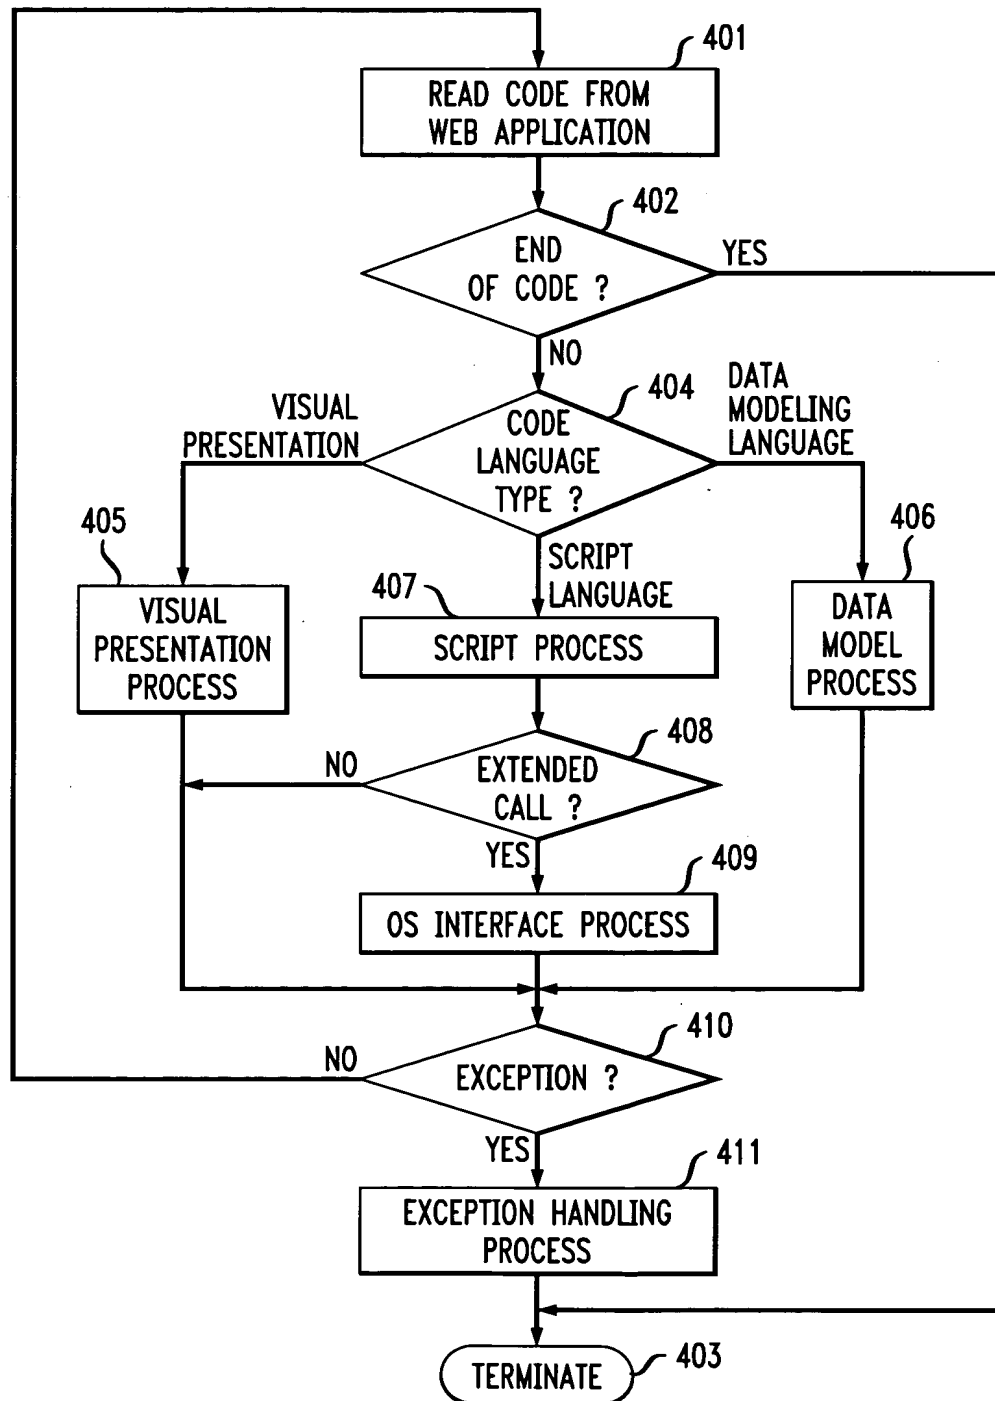 401
READ CODE FROM
WEB APPLICATION
402
END
OF CODE ?
YES
NO
404
CODE
LANGUAGE
TYPE ?
VISUAL
PRESENTATION
DATA
MODELING
LANGUAGE
405
VISUAL
PRESENTATION
PROCESS
SCRIPT
LANGUAGE
407
SCRIPT PROCESS
406
DATA
MODEL
PROCESS
408
EXTENDED
CALL ?
NO
YES
409
OS INTERFACE PROCESS
410
EXCEPTION ?
NO
YES
411
EXCEPTION HANDLING
PROCESS
403
TERMINATE